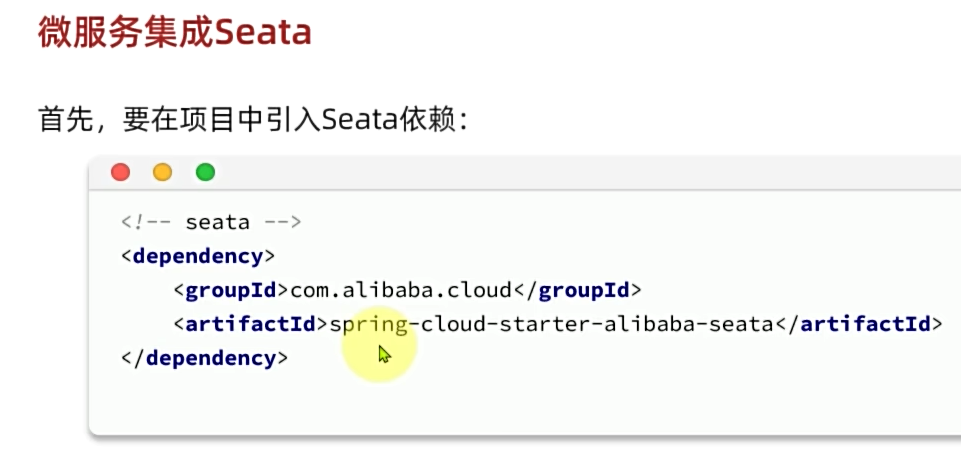 微服务集成Seata
首先，要在项目中引入Seata依赖：
<!-- seata -->
<dependency>
    <groupId>com.alibaba.cloud</groupId>
    <artifactId>spring-cloud-starter-alibaba-seata</artifactId>
</dependency>